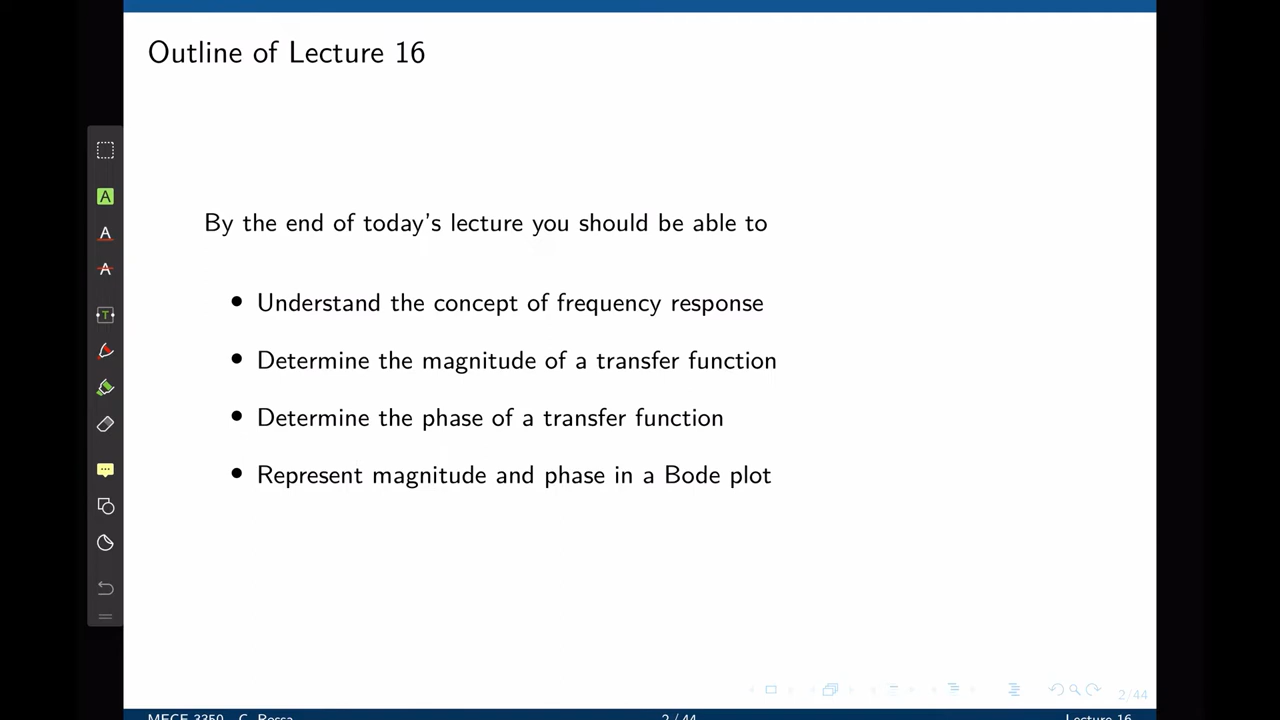 Outline of Lecture 16
By the end of today's lecture you should be able to
• Understand the concept of frequency response
• Determine the magnitude of a transfer function
• Determine the phase of a transfer function
• Represent magnitude and phase in a Bode plot
2/44
MECE 3350 C. Rossa 2 / 44 Lecture 16